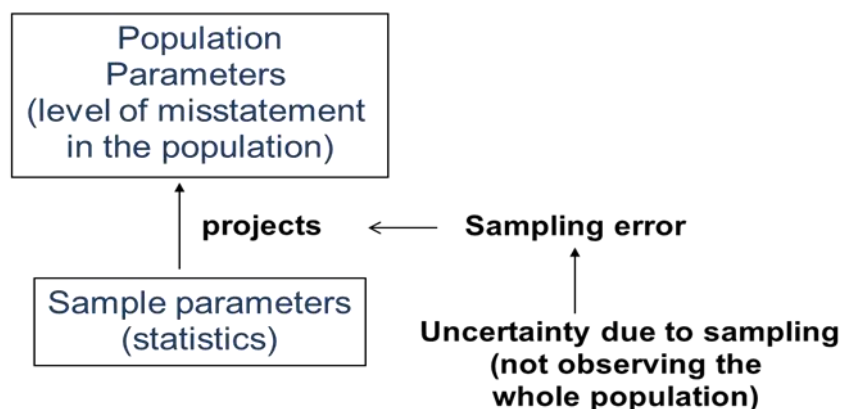 Population
Parameters
(level of misstatement
in the population)
projects
Sampling error
Sample parameters
(statistics)
Uncertainty due to sampling
(not observing the
whole population)